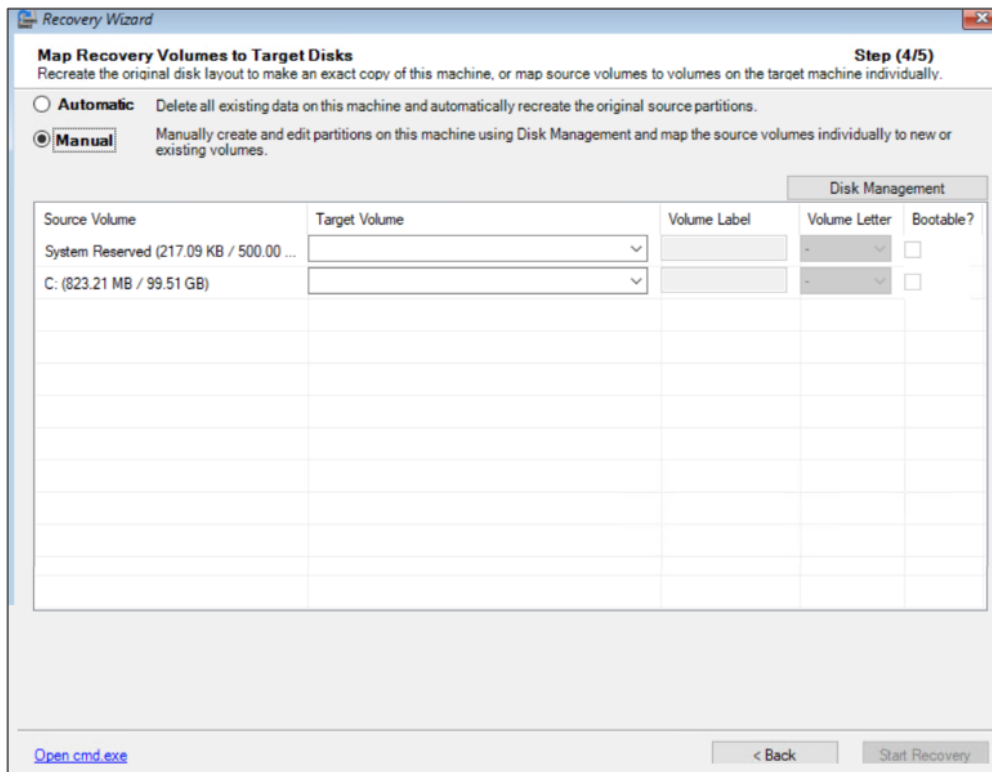 Recovery Wizard
Map Recovery Volumes to Target Disks
Step (4/5)
Recreate the original disk layout to make an exact copy of this machine, or map source volumes to volumes on the target machine individually.
Automatic
Delete all existing data on this machine and automatically recreate the original source partitions.
Manual
Manually create and edit partitions on this machine using Disk Management and map the source volumes individually to new or
existing volumes.
Disk Management
Source Volume Target Volume Volume Label Volume Letter Bootable?
System Reserved (217.09 KB / 500.00 ... -
C: (823.21 MB / 99.51 GB) -
Open cmd.exe
< Back
Start Recovery